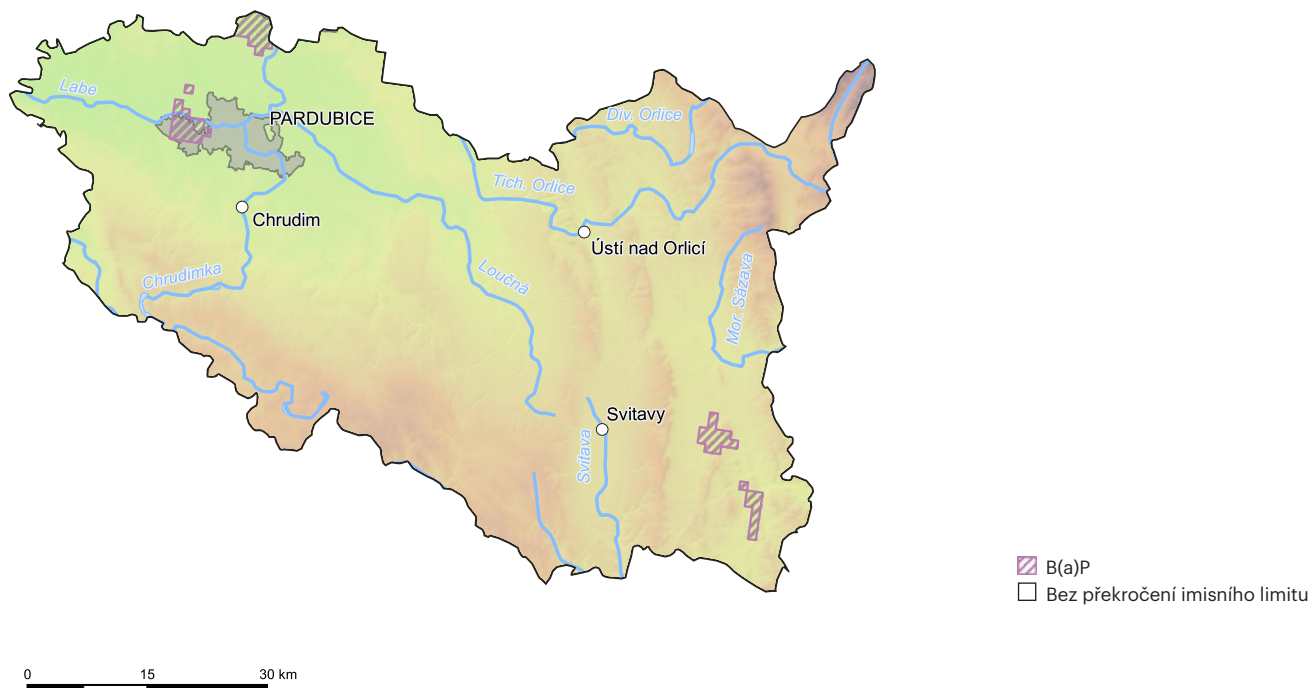 Labe
PARDUBICE
Div. Orlice
Tich. Orlice
Chrudim
Ústí nad Orlicí
Chrudimka
Loučná
Mor. Sázava
Svitavy
Svitava
B(a)P
Bez překročení imisního limitu
0 15 30 km